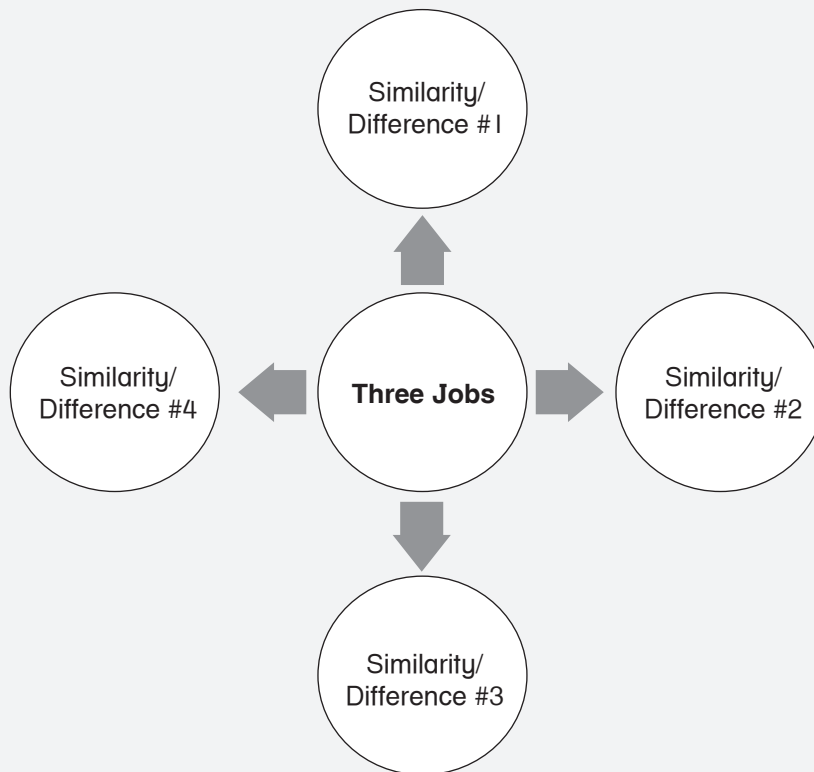 Similarity/
Difference #1
Similarity/
Difference #4
Three Jobs
Similarity/
Difference #2
Similarity/
Difference #3